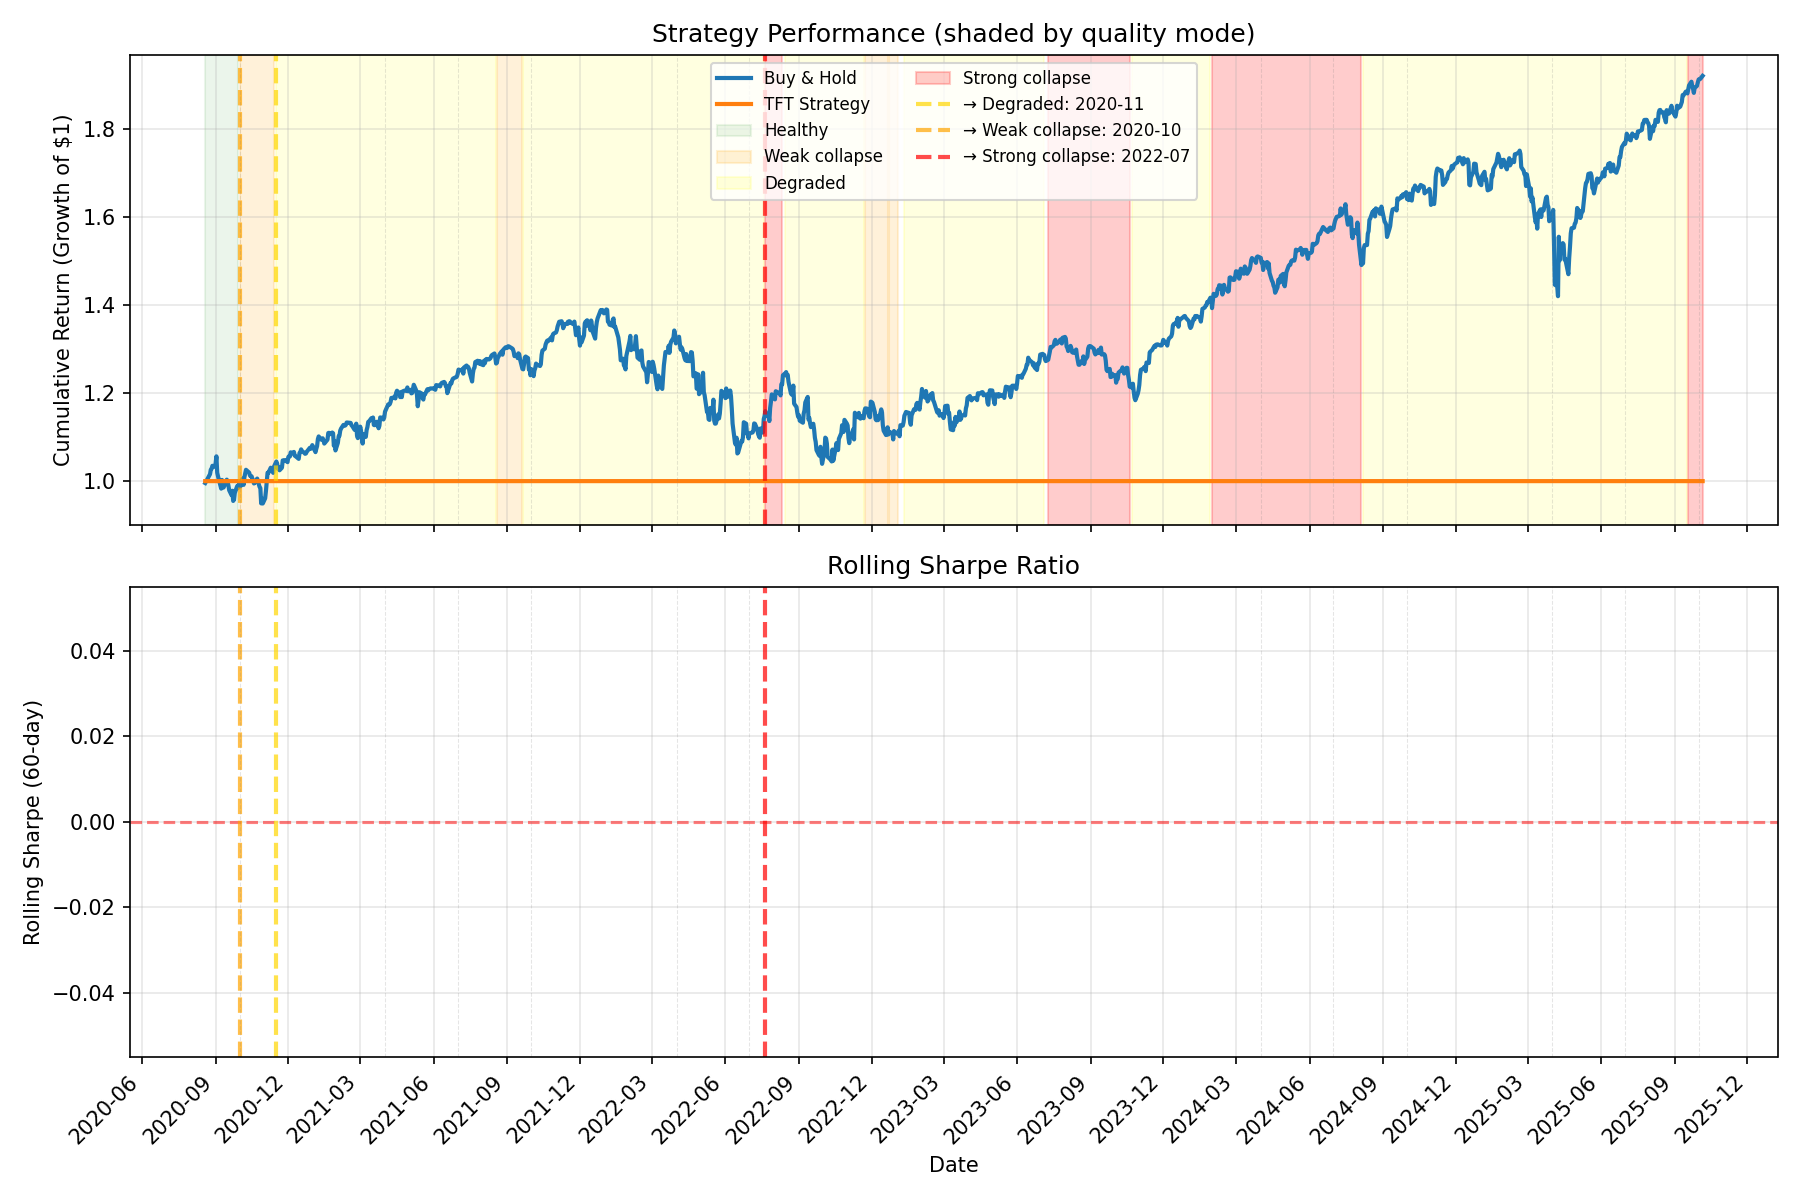 Strategy Performance (shaded by quality mode)
Cumulative Return (Growth of $1)
1.8
1.6
1.4
1.2
1.0
Buy & Hold
TFT Strategy
Healthy
Weak collapse
Degraded
Strong collapse
→ Degraded: 2020-11
→ Weak collapse: 2020-10
→ Strong collapse: 2022-07
Rolling Sharpe Ratio
Rolling Sharpe (60-day)
0.04
0.02
0.00
−0.02
−0.04
2020-06
2020-09
2020-12
2021-03
2021-06
2021-09
2021-12
2022-03
2022-06
2022-09
2022-12
2023-03
2023-06
2023-09
2023-12
2024-03
2024-06
2024-09
2024-12
2025-03
2025-06
2025-09
2025-12
Date